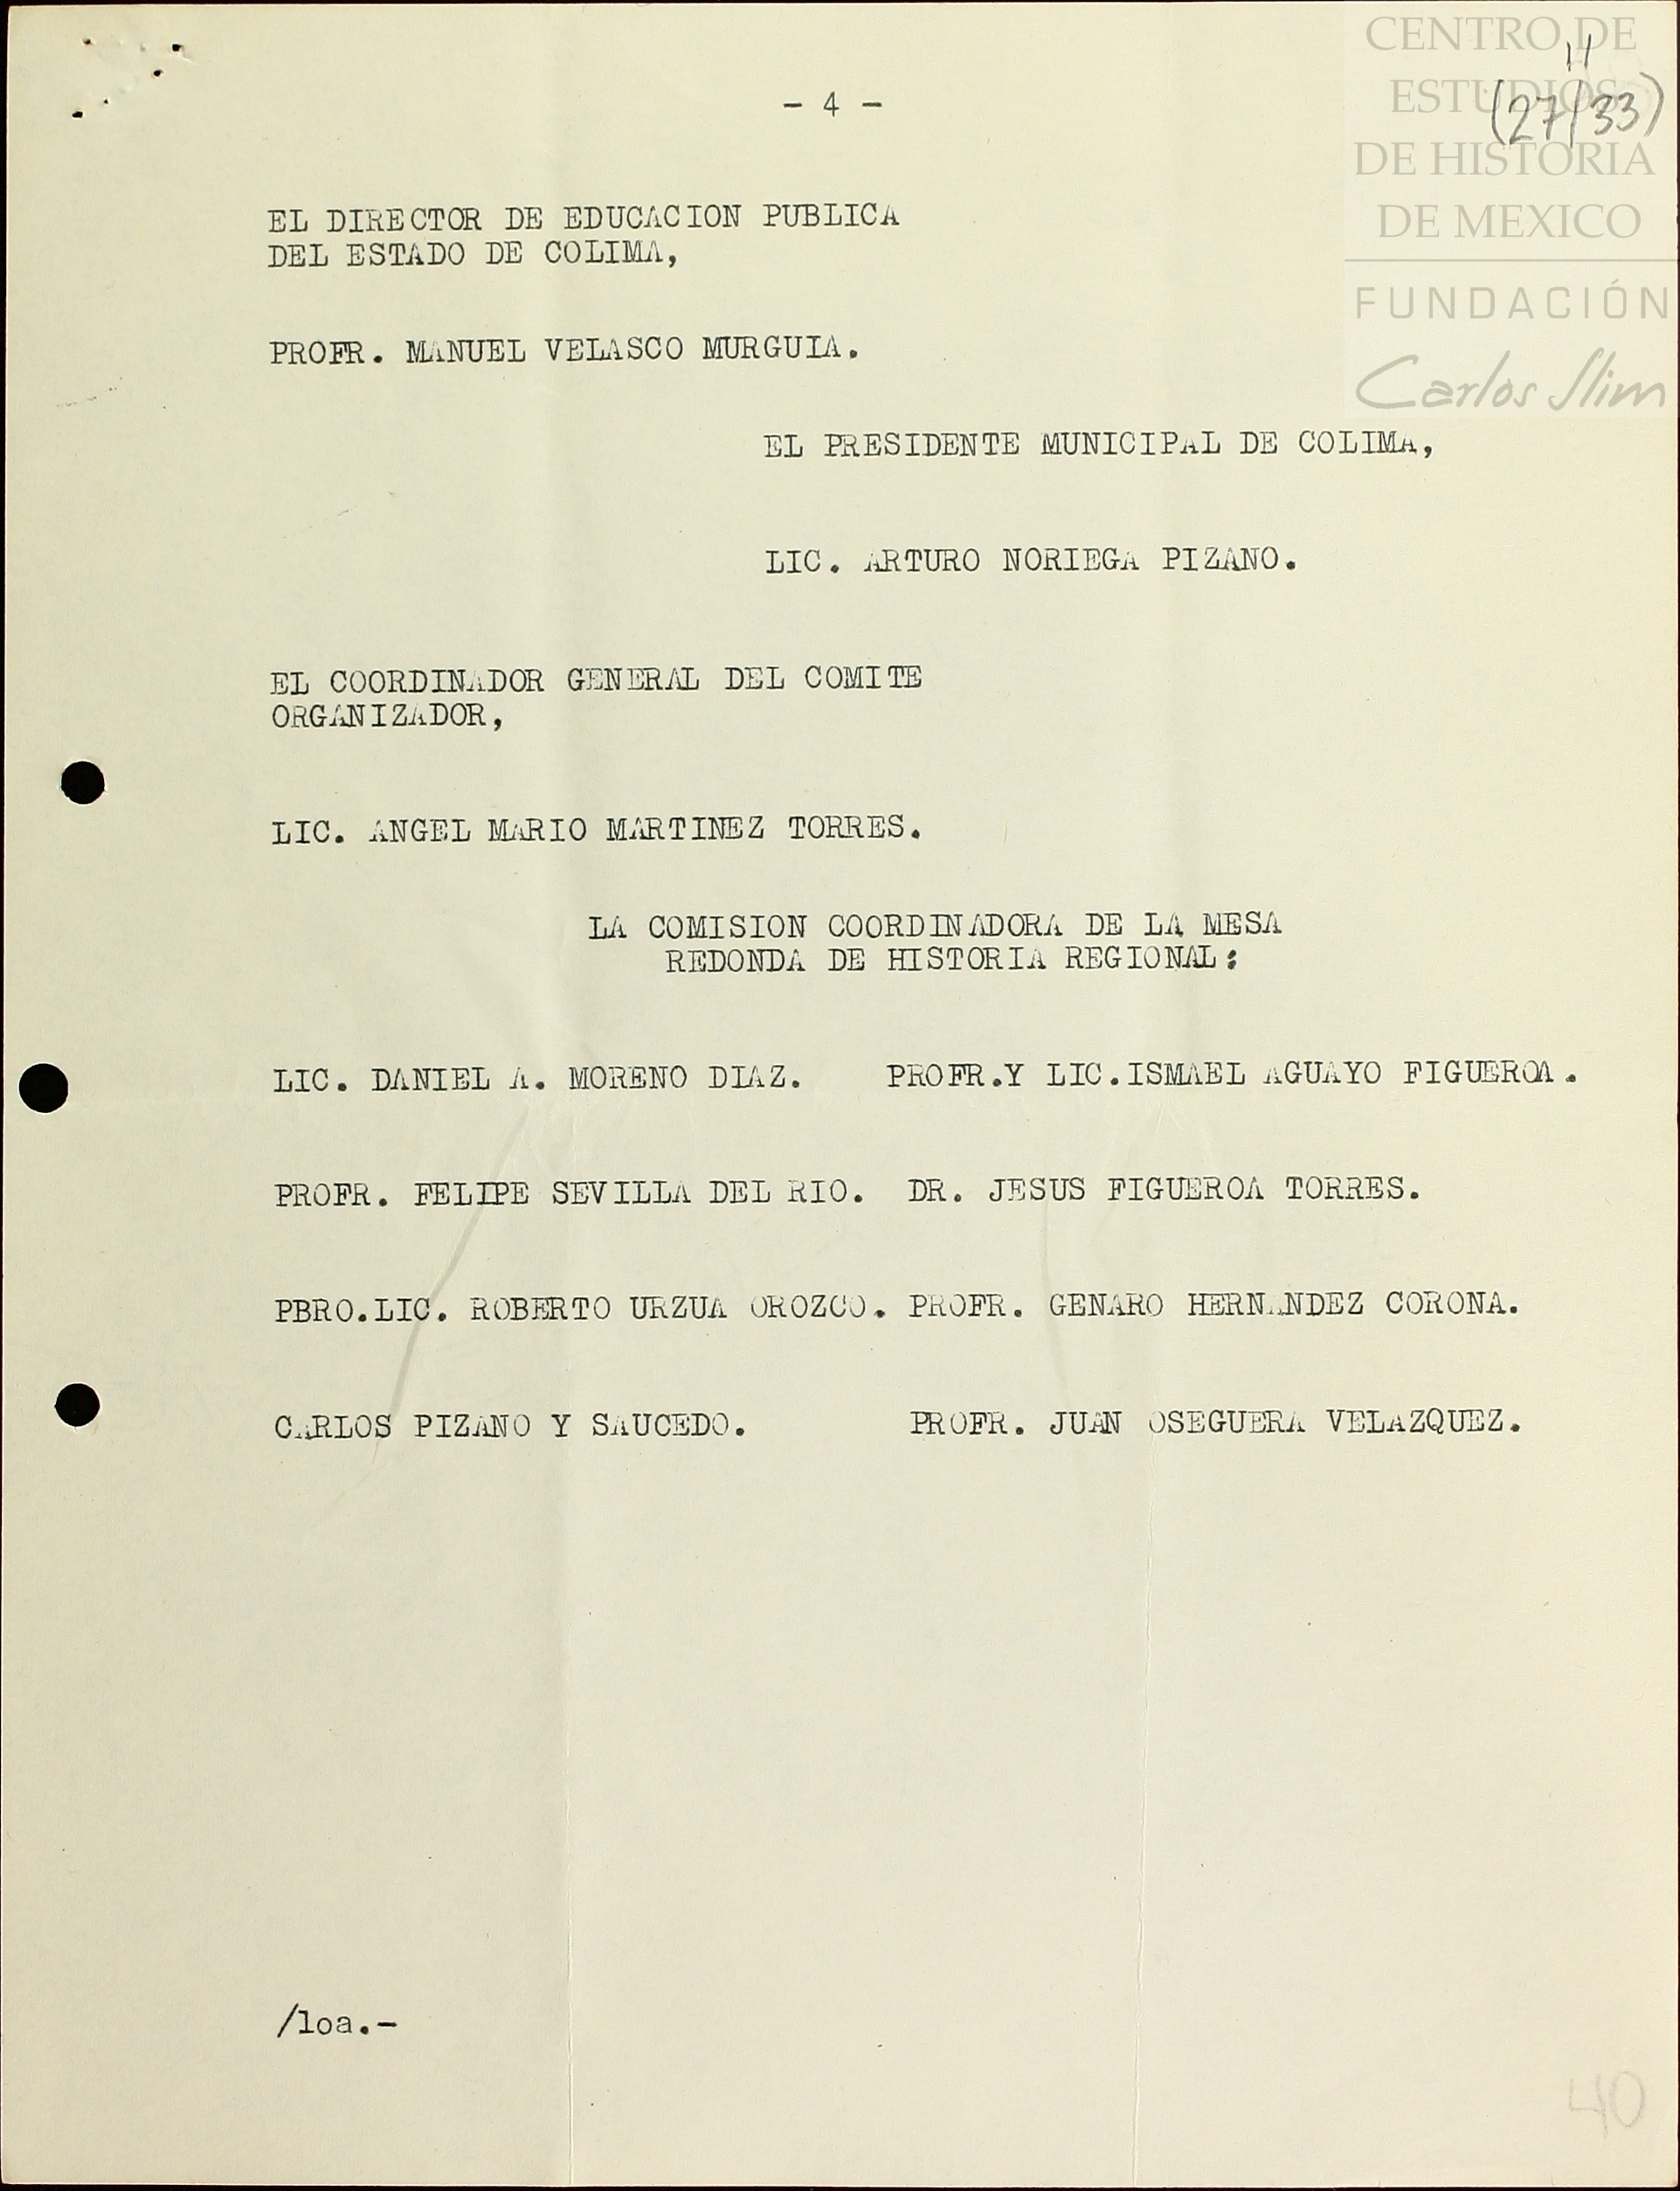 CENTRO DE
ESTUDIOS
DE HISTORIA
DE MEXICO
FUNDACIÓN
Carlos Slim
11
(27/33)
- 4 -
EL DIRECTOR DE EDUCACION PUBLICA
DEL ESTADO DE COLIMA,
PROFR. MANUEL VELASCO MURGUIA.
EL PRESIDENTE MUNICIPAL DE COLIMA,
LIC. ARTURO NORIEGA PIZANO.
EL COORDINADOR GENERAL DEL COMITE
ORGANIZADOR,
LIC. ANGEL MARIO MARTINEZ TORRES.
LA COMISION COORDINADORA DE LA MESA
REDONDA DE HISTORIA REGIONAL:
LIC. DANIEL A. MORENO DIAZ. PROFR.Y LIC.ISMAEL AGUAYO FIGUEROA.
PROFR. FELIPE SEVILLA DEL RIO. DR. JESUS FIGUEROA TORRES.
PBRO.LIC. ROBERTO URZUA OROZCO. PROFR. GENARO HERNANDEZ CORONA.
CARLOS PIZANO Y SAUCEDO. PROFR. JUAN OSEGUERA VELAZQUEZ.
/loa.-
40